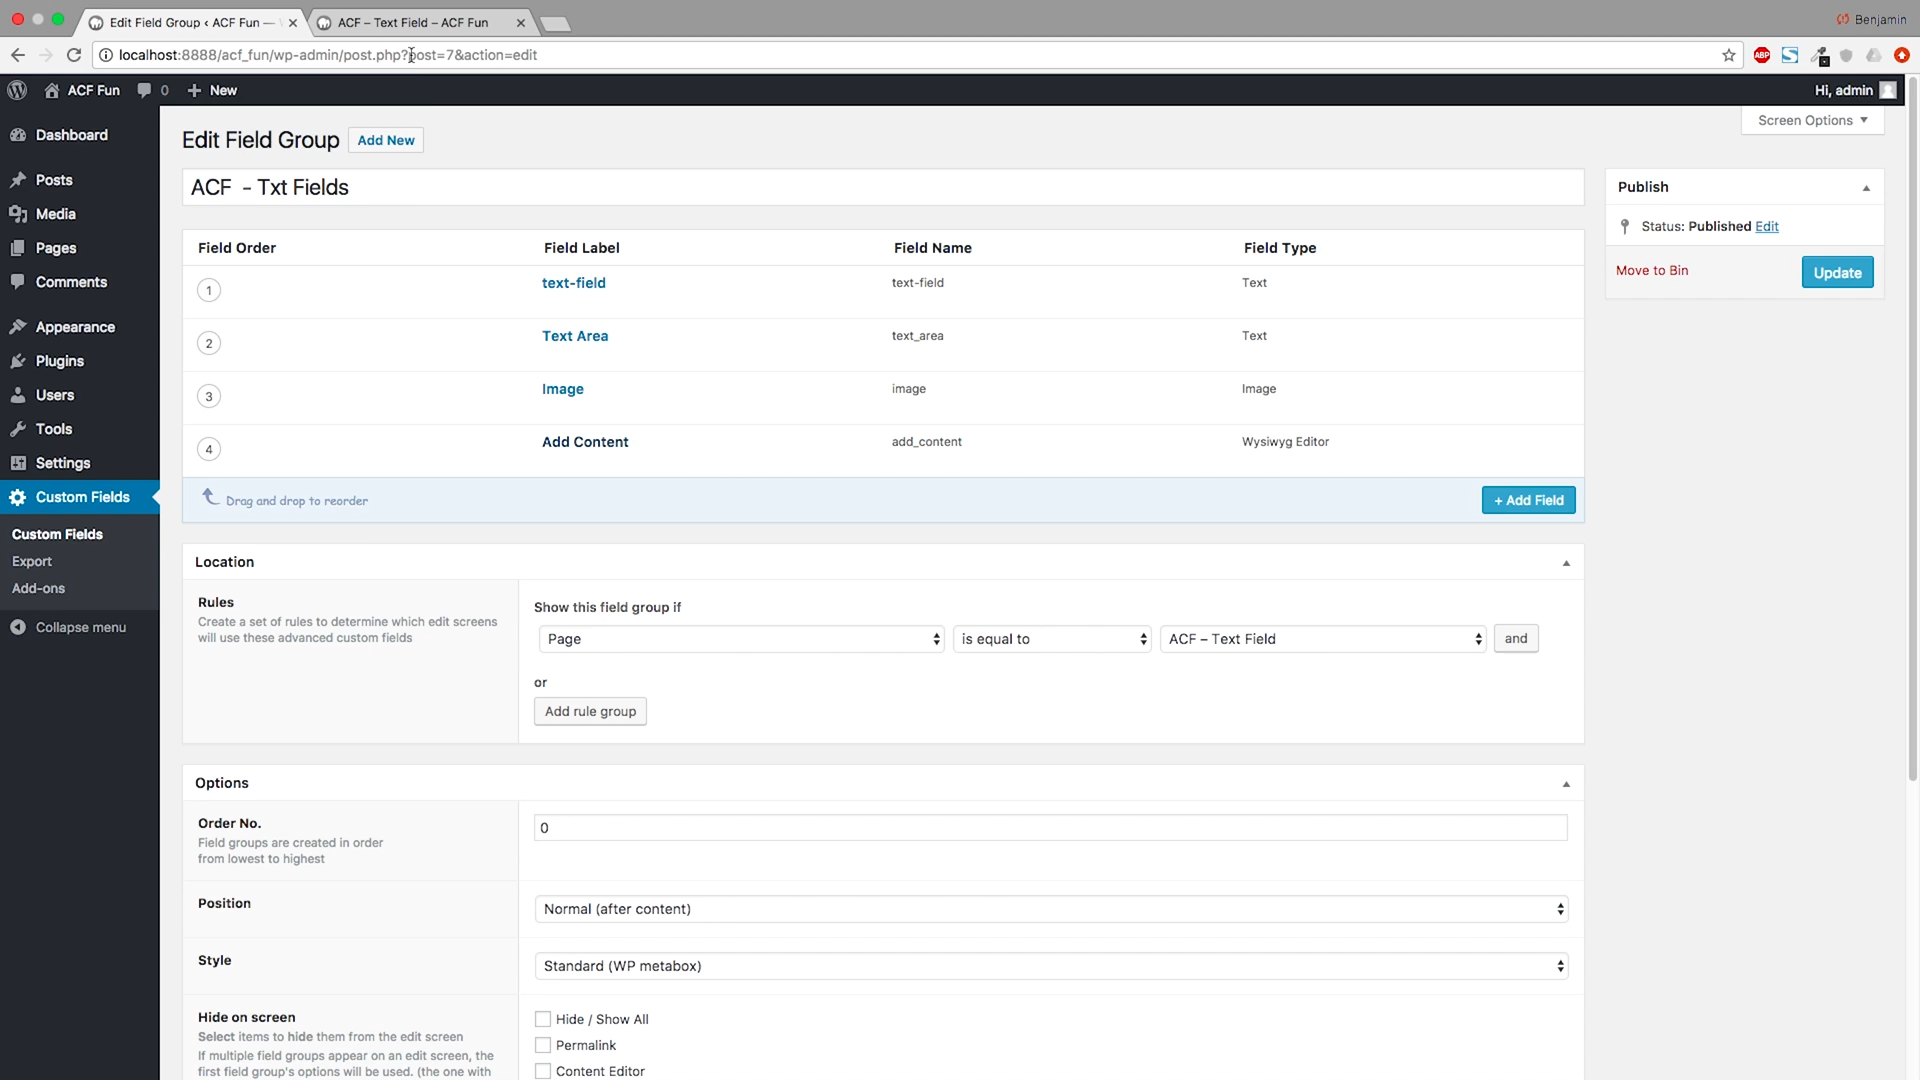 Edit Field Group ‹ ACF Fun —
ACF – Text Field – ACF Fun
Benjamin
localhost:8888/acf_fun/wp-admin/post.php?post=7&action=edit
ABP
ACF Fun
0
New
Hi, admin
Dashboard
Posts
Media
Pages
Comments
Appearance
Plugins
Users
Tools
Settings
Custom Fields
Custom Fields
Export
Add-ons
Collapse menu
Screen Options
Edit Field Group
Add New
ACF  - Txt Fields
Field Order Field Label Field Name Field Type
1 text-field text-field Text
2 Text Area text_area Text
3 Image image Image
4 Add Content add_content Wysiwyg Editor
Drag and drop to reorder
+ Add Field
Publish
Status: Published Edit
Move to Bin
Update
Location
Rules
Create a set of rules to determine which edit screens
will use these advanced custom fields
Show this field group if
Page is equal to ACF – Text Field and
or
Add rule group
Options
Order No.
Field groups are created in order
from lowest to highest
0
Position
Normal (after content)
Style
Standard (WP metabox)
Hide on screen
Select items to hide them from the edit screen
If multiple field groups appear on an edit screen, the
first field group's options will be used. (the one with
Hide / Show All
Permalink
Content Editor